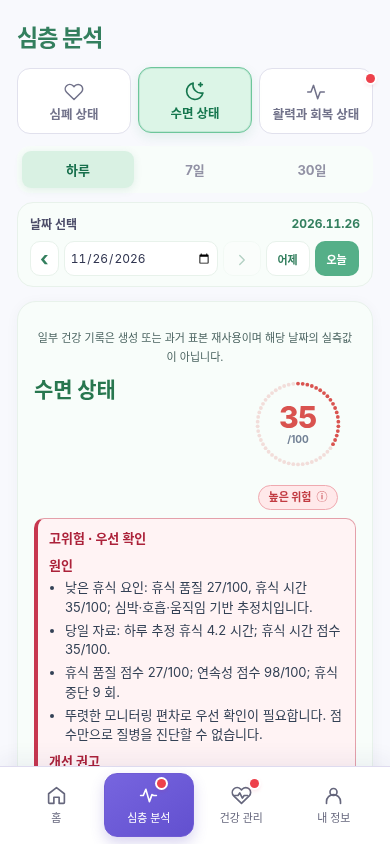 심층 분석
심폐 상태
수면 상태
활력과 회복 상태
하루
7일
30일
날짜 선택
2026.11.26
11/26/2026
어제
오늘
일부 건강 기록은 생성 또는 과거 표본 재사용이며 해당 날짜의 실측값
이 아닙니다.
수면 상태
35
/100
높은 위험 ⓘ
고위험 · 우선 확인
원인
• 낮은 휴식 요인: 휴식 품질 27/100, 휴식 시간
35/100; 심박·호흡·움직임 기반 추정치입니다.
• 당일 자료: 하루 추정 휴식 4.2 시간; 휴식 시간 점수
35/100.
• 휴식 품질 점수 27/100; 연속성 점수 98/100; 휴식
중단 9 회.
• 뚜렷한 모니터링 편차로 우선 확인이 필요합니다. 점
수만으로 질병을 진단할 수 없습니다.
개선 권고
홈
심층 분석
건강 관리
내 정보